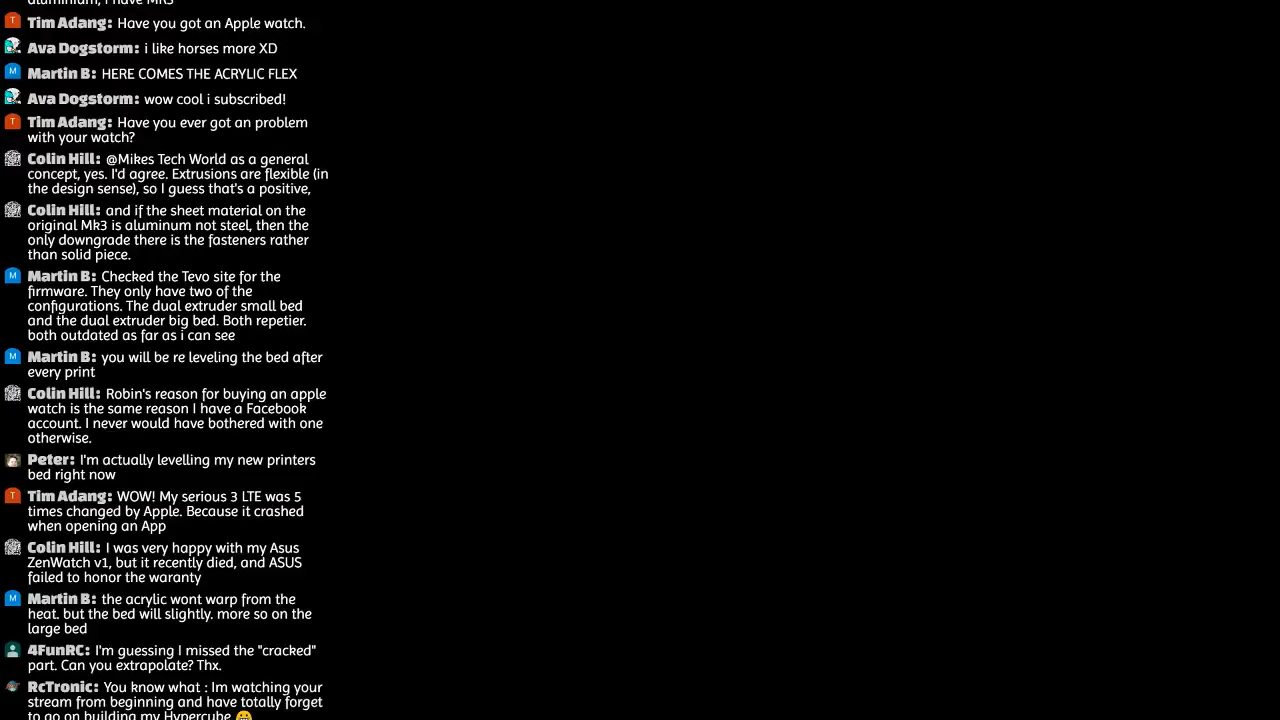 aluminium, i have MK3
Tim Adang: Have you got an Apple watch.
Ava Dogstorm: i like horses more XD
Martin B: HERE COMES THE ACRYLIC FLEX
Ava Dogstorm: wow cool i subscribed!
Tim Adang: Have you ever got an problem
with your watch?
Colin Hill: @Mikes Tech World as a general
concept, yes. I'd agree. Extrusions are flexible (in
the design sense), so I guess that's a positive,
Colin Hill: and if the sheet material on the
original Mk3 is aluminum not steel, then the
only downgrade there is the fasteners rather
than solid piece.
Martin B: Checked the Tevo site for the
firmware. They only have two of the
configurations. The dual extruder small bed
and the dual extruder big bed. Both repetier.
both outdated as far as i can see
Martin B: you will be re leveling the bed after
every print
Colin Hill: Robin's reason for buying an apple
watch is the same reason I have a Facebook
account. I never would have bothered with one
otherwise.
Peter: I'm actually levelling my new printers
bed right now
Tim Adang: WOW! My serious 3 LTE was 5
times changed by Apple. Because it crashed
when opening an App
Colin Hill: I was very happy with my Asus
ZenWatch v1, but it recently died, and ASUS
failed to honor the waranty
Martin B: the acrylic wont warp from the
heat. but the bed will slightly. more so on the
large bed
4FunRC: I'm guessing I missed the "cracked"
part. Can you extrapolate? Thx.
RcTronic: You know what : Im watching your
stream from beginning and have totally forget
to go on building my Hypercube